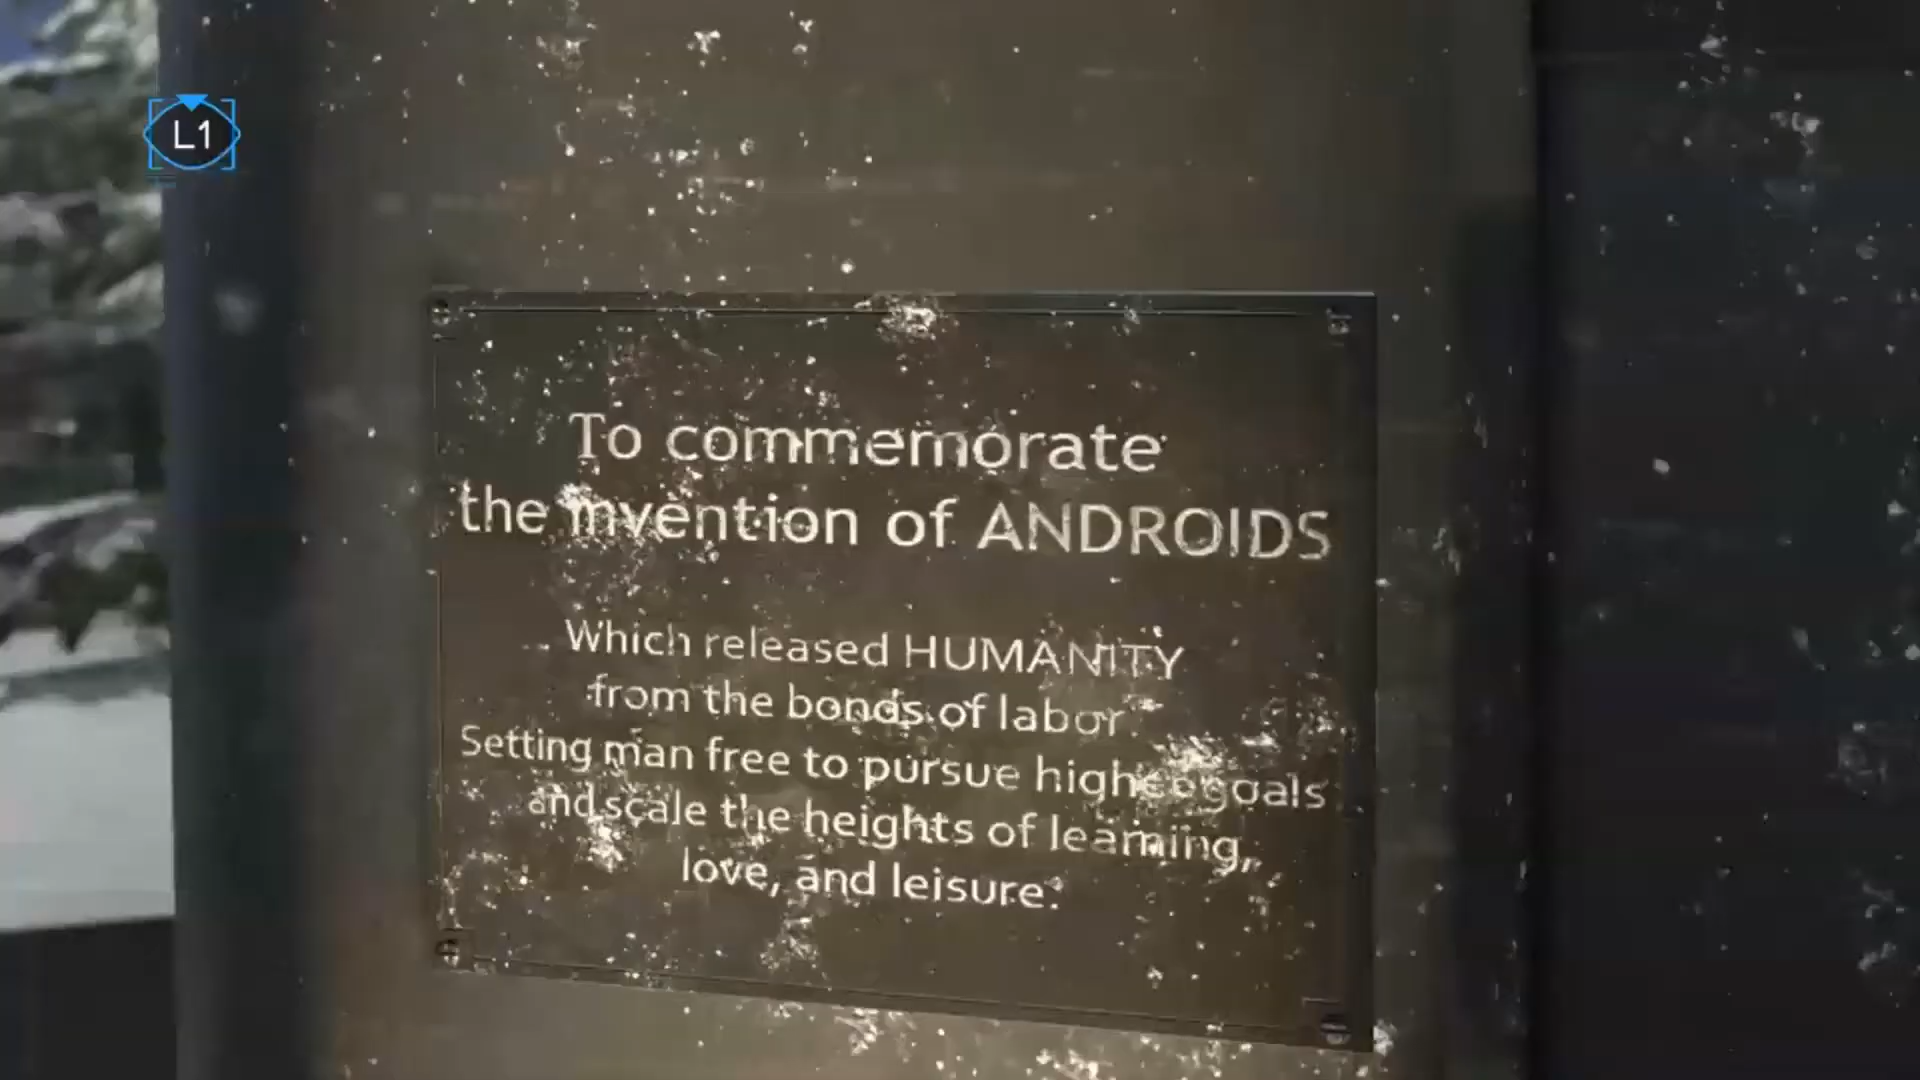 L1
To commemorate
the invention of ANDROIDS
Which released HUMANITY
from the bonds of labor
Setting man free to pursue higher goals
and scale the heights of learning,
love, and leisure.